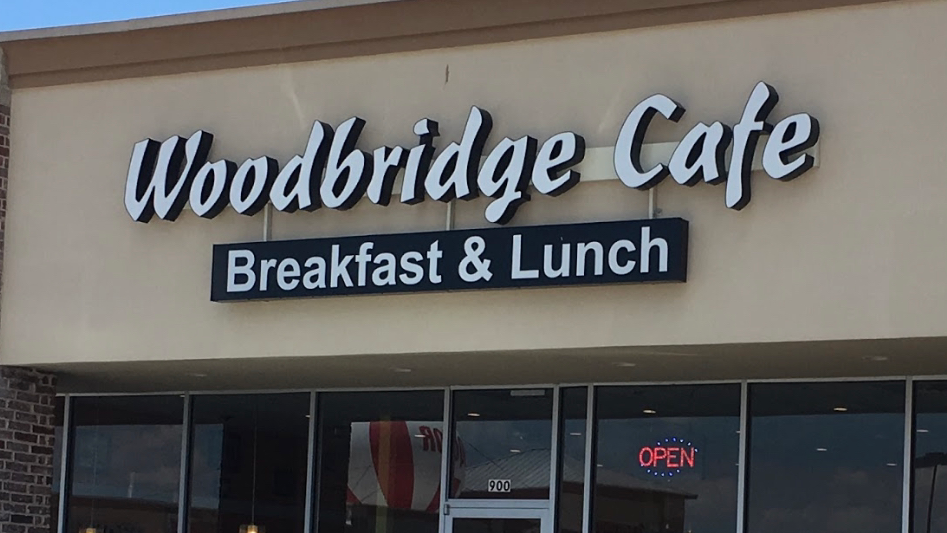 Woodbridge Cafe
Breakfast & Lunch
OPEN
900